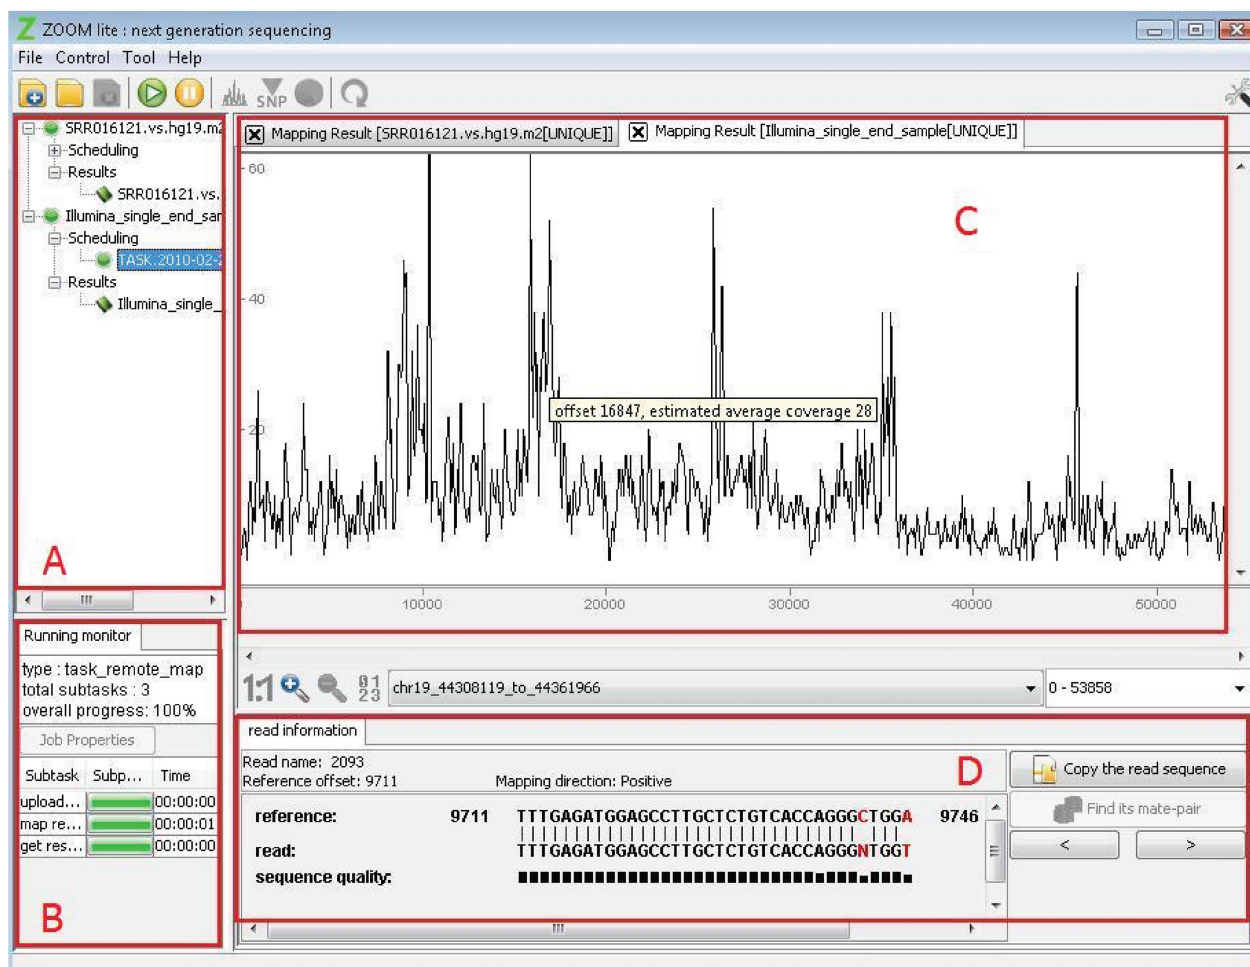 ZOOM lite : next generation sequencing
File Control Tool Help
SNP
SRR016121.vs.hg19.m2
Scheduling
Results
SRR016121.vs.
Illumina_single_end_sar
Scheduling
TASK.2010-02-2
Results
Illumina_single_
A
Mapping Result [SRR016121.vs.hg19.m2[UNIQUE]]
Mapping Result [Illumina_single_end_sample[UNIQUE]]
C
60
40
20
offset 16847, estimated average coverage 28
10000 20000 30000 40000 50000
1:1
01
23
chr19_44308119_to_44361966
0 - 53858
Running monitor
type : task_remote_map
total subtasks : 3
overall progress: 100%
Job Properties
Subtask Subp... Time
upload... 00:00:00
map re... 00:00:01
get res... 00:00:00
B
read information
Read name: 2093
Reference offset: 9711 Mapping direction: Positive
D
reference: 9711 TTTGAGATGGAGCCTTGCTCTGTCACCAGGGCTGGA 9746
read: TTTGAGATGGAGCCTTGCTCTGTCACCAGGGNTGGT
sequence quality:
Copy the read sequence
Find its mate-pair
< >